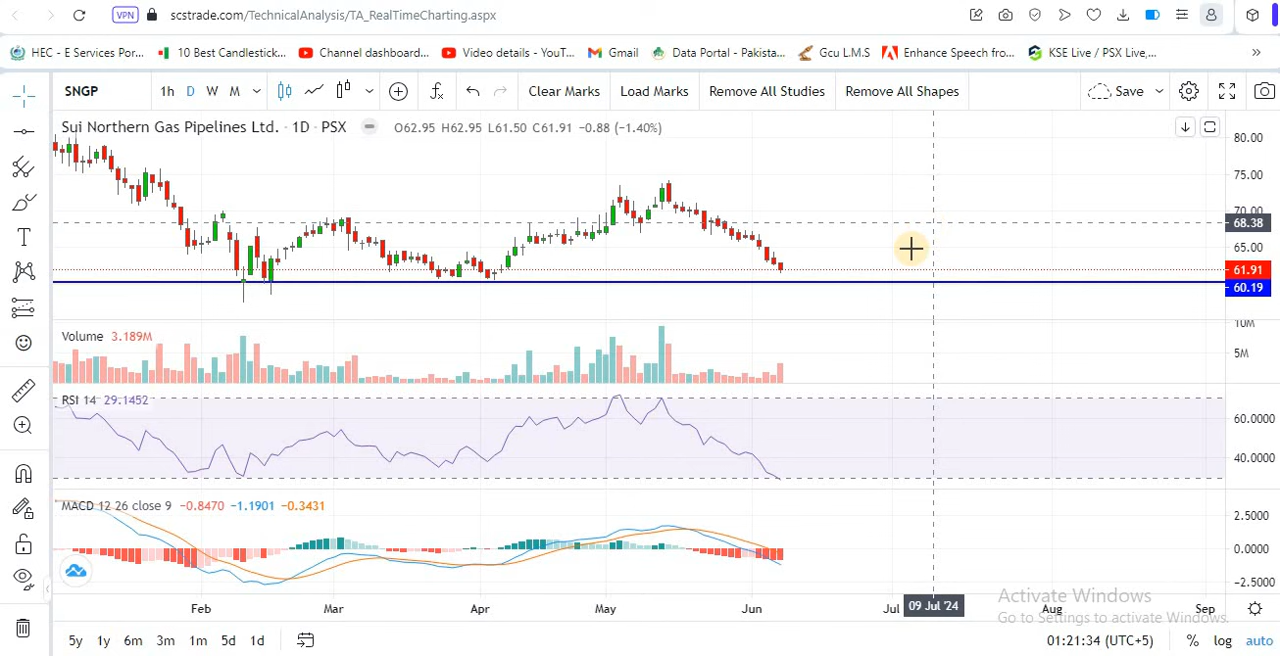 VPN scstrade.com/TechnicalAnalysis/TA_RealTimeCharting.aspx
HEC - E Services Por... 10 Best Candlestick... Channel dashboard... Video details - YouT... Gmail Data Portal - Pakista... Gcu L.M.S Enhance Speech fro... KSE Live / PSX Live,... »
SNGP 1h D W M Clear Marks Load Marks Remove All Studies Remove All Shapes Save
Sui Northern Gas Pipelines Ltd. · 1D · PSX O62.95 H62.95 L61.50 C61.91 −0.88 (−1.40%)
80.00
75.00
70.00
68.38
65.00
61.91
60.19
Volume 3.189M
10M
5M
RSI 14 29.1452
60.0000
40.0000
MACD 12 26 close 9 −0.8470 −1.1901 −0.3431
2.5000
0.0000
−2.5000
Feb Mar Apr May Jun Jul 09 Jul '24 Aug Sep
Activate Windows
Go to Settings to activate Windows.
5y 1y 6m 3m 1m 5d 1d 01:21:34 (UTC+5) % log auto